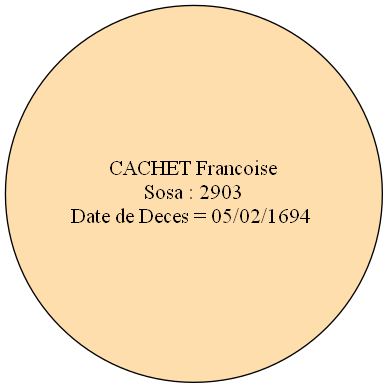 CACHET Francoise
Sosa : 2903
Date de Deces = 05/02/1694